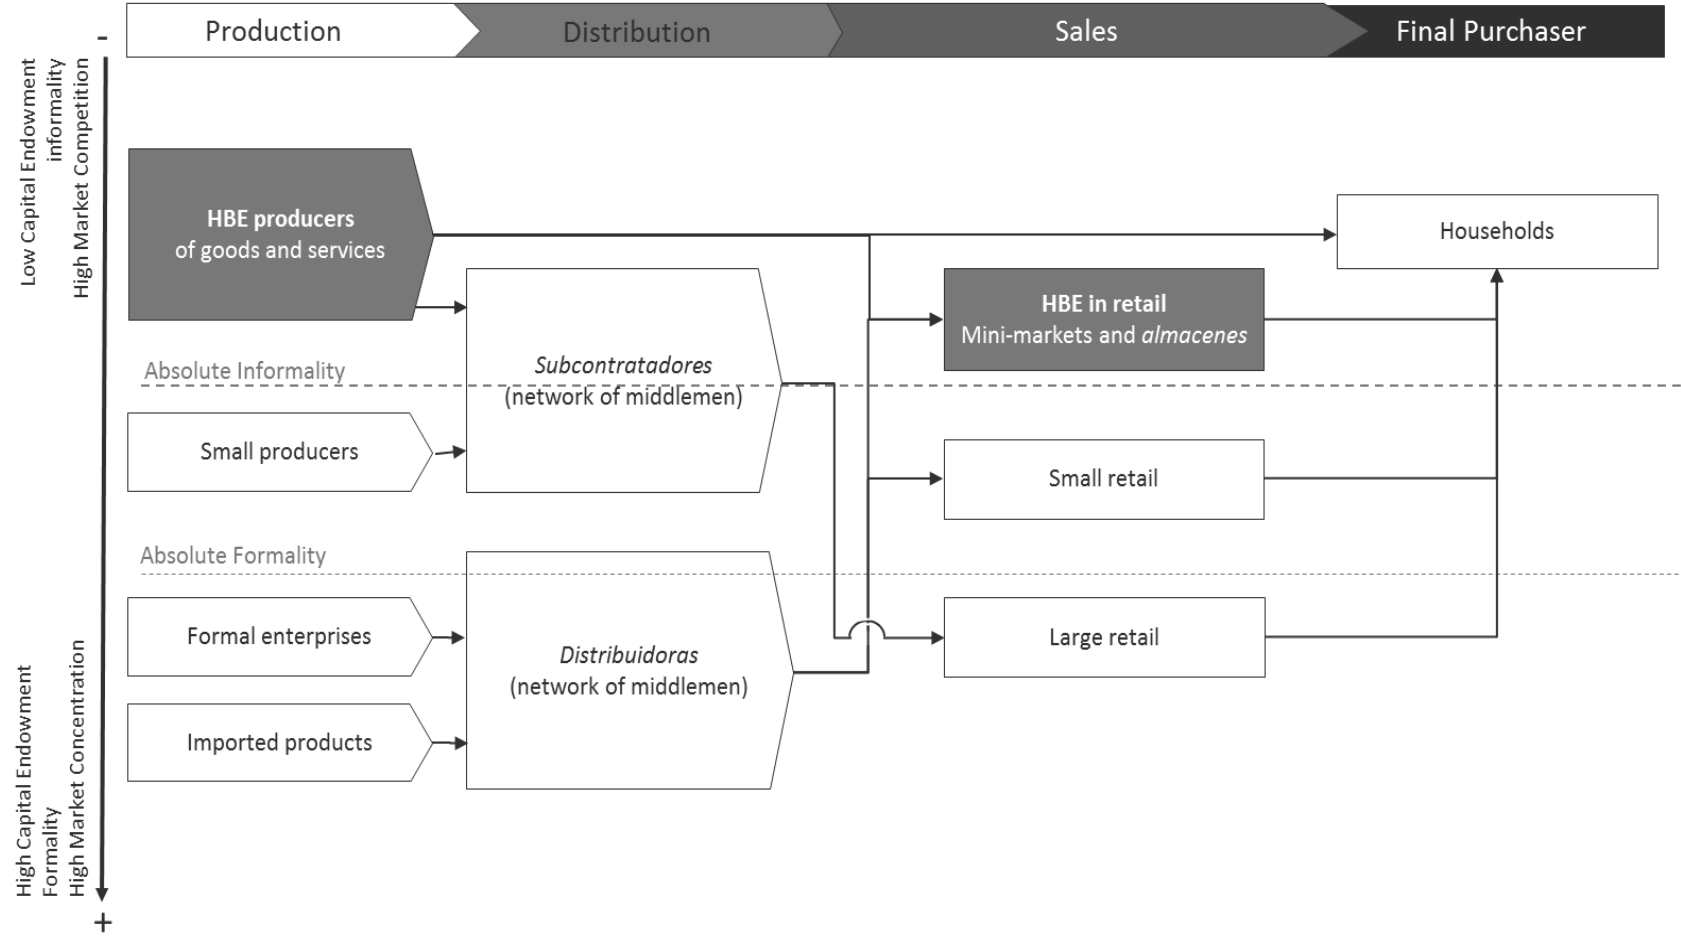 Production
Distribution
Sales
Final Purchaser
-
Low Capital Endowment
informality
High Market Competition
HBE producers
of goods and services
Households
HBE in retail
Mini-markets and almacenes
Subcontratadores
(network of middlemen)
Absolute Informality
Small producers
Small retail
Absolute Formality
Formal enterprises
Large retail
Distribuidoras
(network of middlemen)
Imported products
High Capital Endowment
Formality
High Market Concentration
+